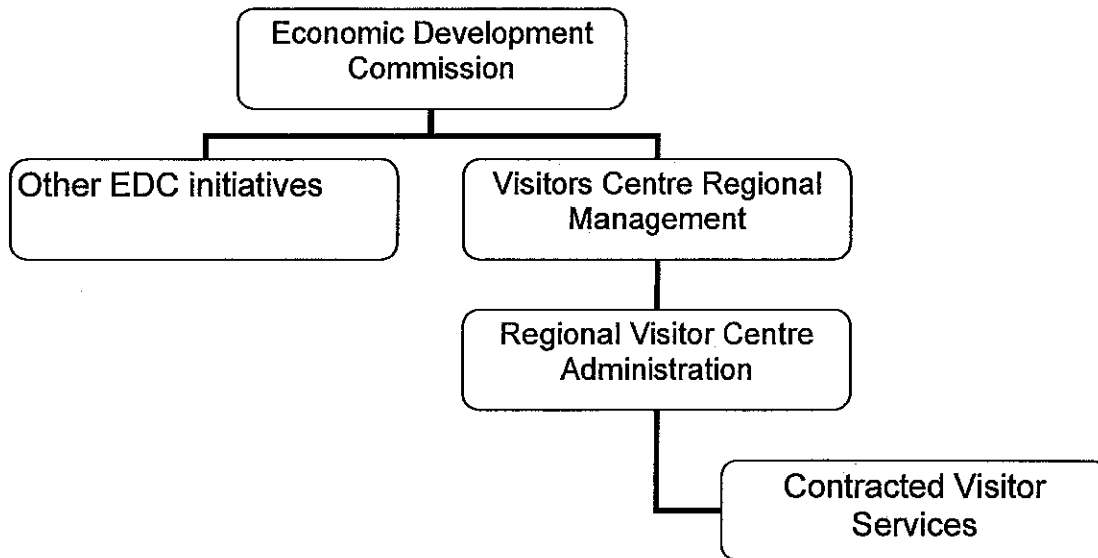 Economic Development
Commission
Other EDC initiatives
Visitors Centre Regional
Management
Regional Visitor Centre
Administration
Contracted Visitor
Services